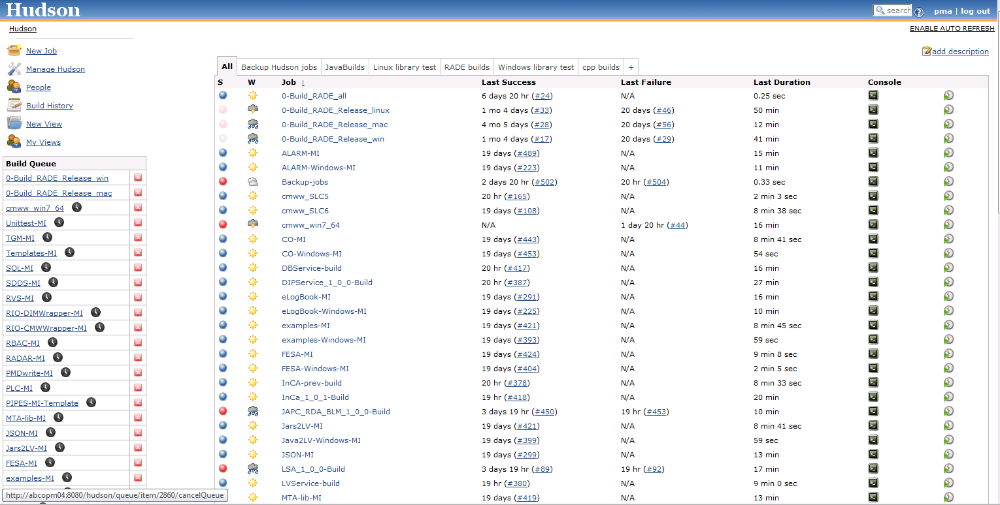 Hudson
search
pma | log out
Hudson
ENABLE AUTO REFRESH
New Job
Manage Hudson
People
Build History
New View
My Views
Build Queue
0-Build_RADE_Release_win
0-Build_RADE_Release_mac
cmww_win7_64
Unittest-MI
TGM-MI
Templates-MI
SQL-MI
SDDS-MI
RVS-MI
RIO-DIMWrapper-MI
RIO-CMWWrapper-MI
RBAC-MI
RADAR-MI
PMDwrite-MI
PLC-MI
PIPES-MI-Template
MTA-lib-MI
JSON-MI
Jars2LV-MI
FESA-MI
examples-MI
http://abcopm04:8080/hudson/queue/item/2860/cancelQueue
add description
All Backup Hudson jobs JavaBuilds Linux library test RADE builds Windows library test cpp builds +
S W Job ↓ Last Success Last Failure Last Duration Console
0-Build_RADE_all 6 days 20 hr (#24) N/A 0.25 sec
0-Build_RADE_Release_linux 1 mo 4 days (#33) 20 days (#46) 50 min
0-Build_RADE_Release_mac 4 mo 5 days (#28) 20 days (#56) 12 min
0-Build_RADE_Release_win 1 mo 4 days (#17) 20 days (#29) 41 min
ALARM-MI 19 days (#489) N/A 15 min
ALARM-Windows-MI 19 days (#223) N/A 11 min
Backup-jobs 2 days 20 hr (#502) 20 hr (#504) 0.33 sec
cmww_SLC5 20 hr (#165) N/A 2 min 3 sec
cmww_SLC6 19 days (#108) N/A 8 min 38 sec
cmww_win7_64 N/A 1 day 20 hr (#44) 16 min
CO-MI 19 days (#443) N/A 8 min 41 sec
CO-Windows-MI 19 days (#453) N/A 54 sec
DBService-build 20 hr (#417) N/A 16 min
DIPService_1_0_0-Build 20 hr (#387) N/A 27 min
eLogBook-MI 19 days (#291) N/A 16 min
eLogBook-Windows-MI 19 days (#225) N/A 10 min
examples-MI 19 days (#421) N/A 8 min 45 sec
examples-Windows-MI 19 days (#393) N/A 59 sec
FESA-MI 19 days (#424) N/A 9 min 8 sec
FESA-Windows-MI 19 days (#404) N/A 2 min 5 sec
InCA-prev-build 20 hr (#378) N/A 8 min 33 sec
InCa_1_0_1-Build 19 hr (#418) N/A 20 min
JAPC_RDA_BLM_1_0_0-Build 3 days 19 hr (#450) 19 hr (#453) 10 min
Jars2LV-MI 19 days (#421) N/A 8 min 41 sec
Java2LV-Windows-MI 19 days (#399) N/A 59 sec
JSON-MI 19 days (#299) N/A 13 min
LSA_1_0_0-Build 3 days 19 hr (#89) 19 hr (#92) 17 min
LVService-build 19 hr (#380) N/A 9 min 0 sec
MTA-lib-MI 19 days (#419) N/A 13 min